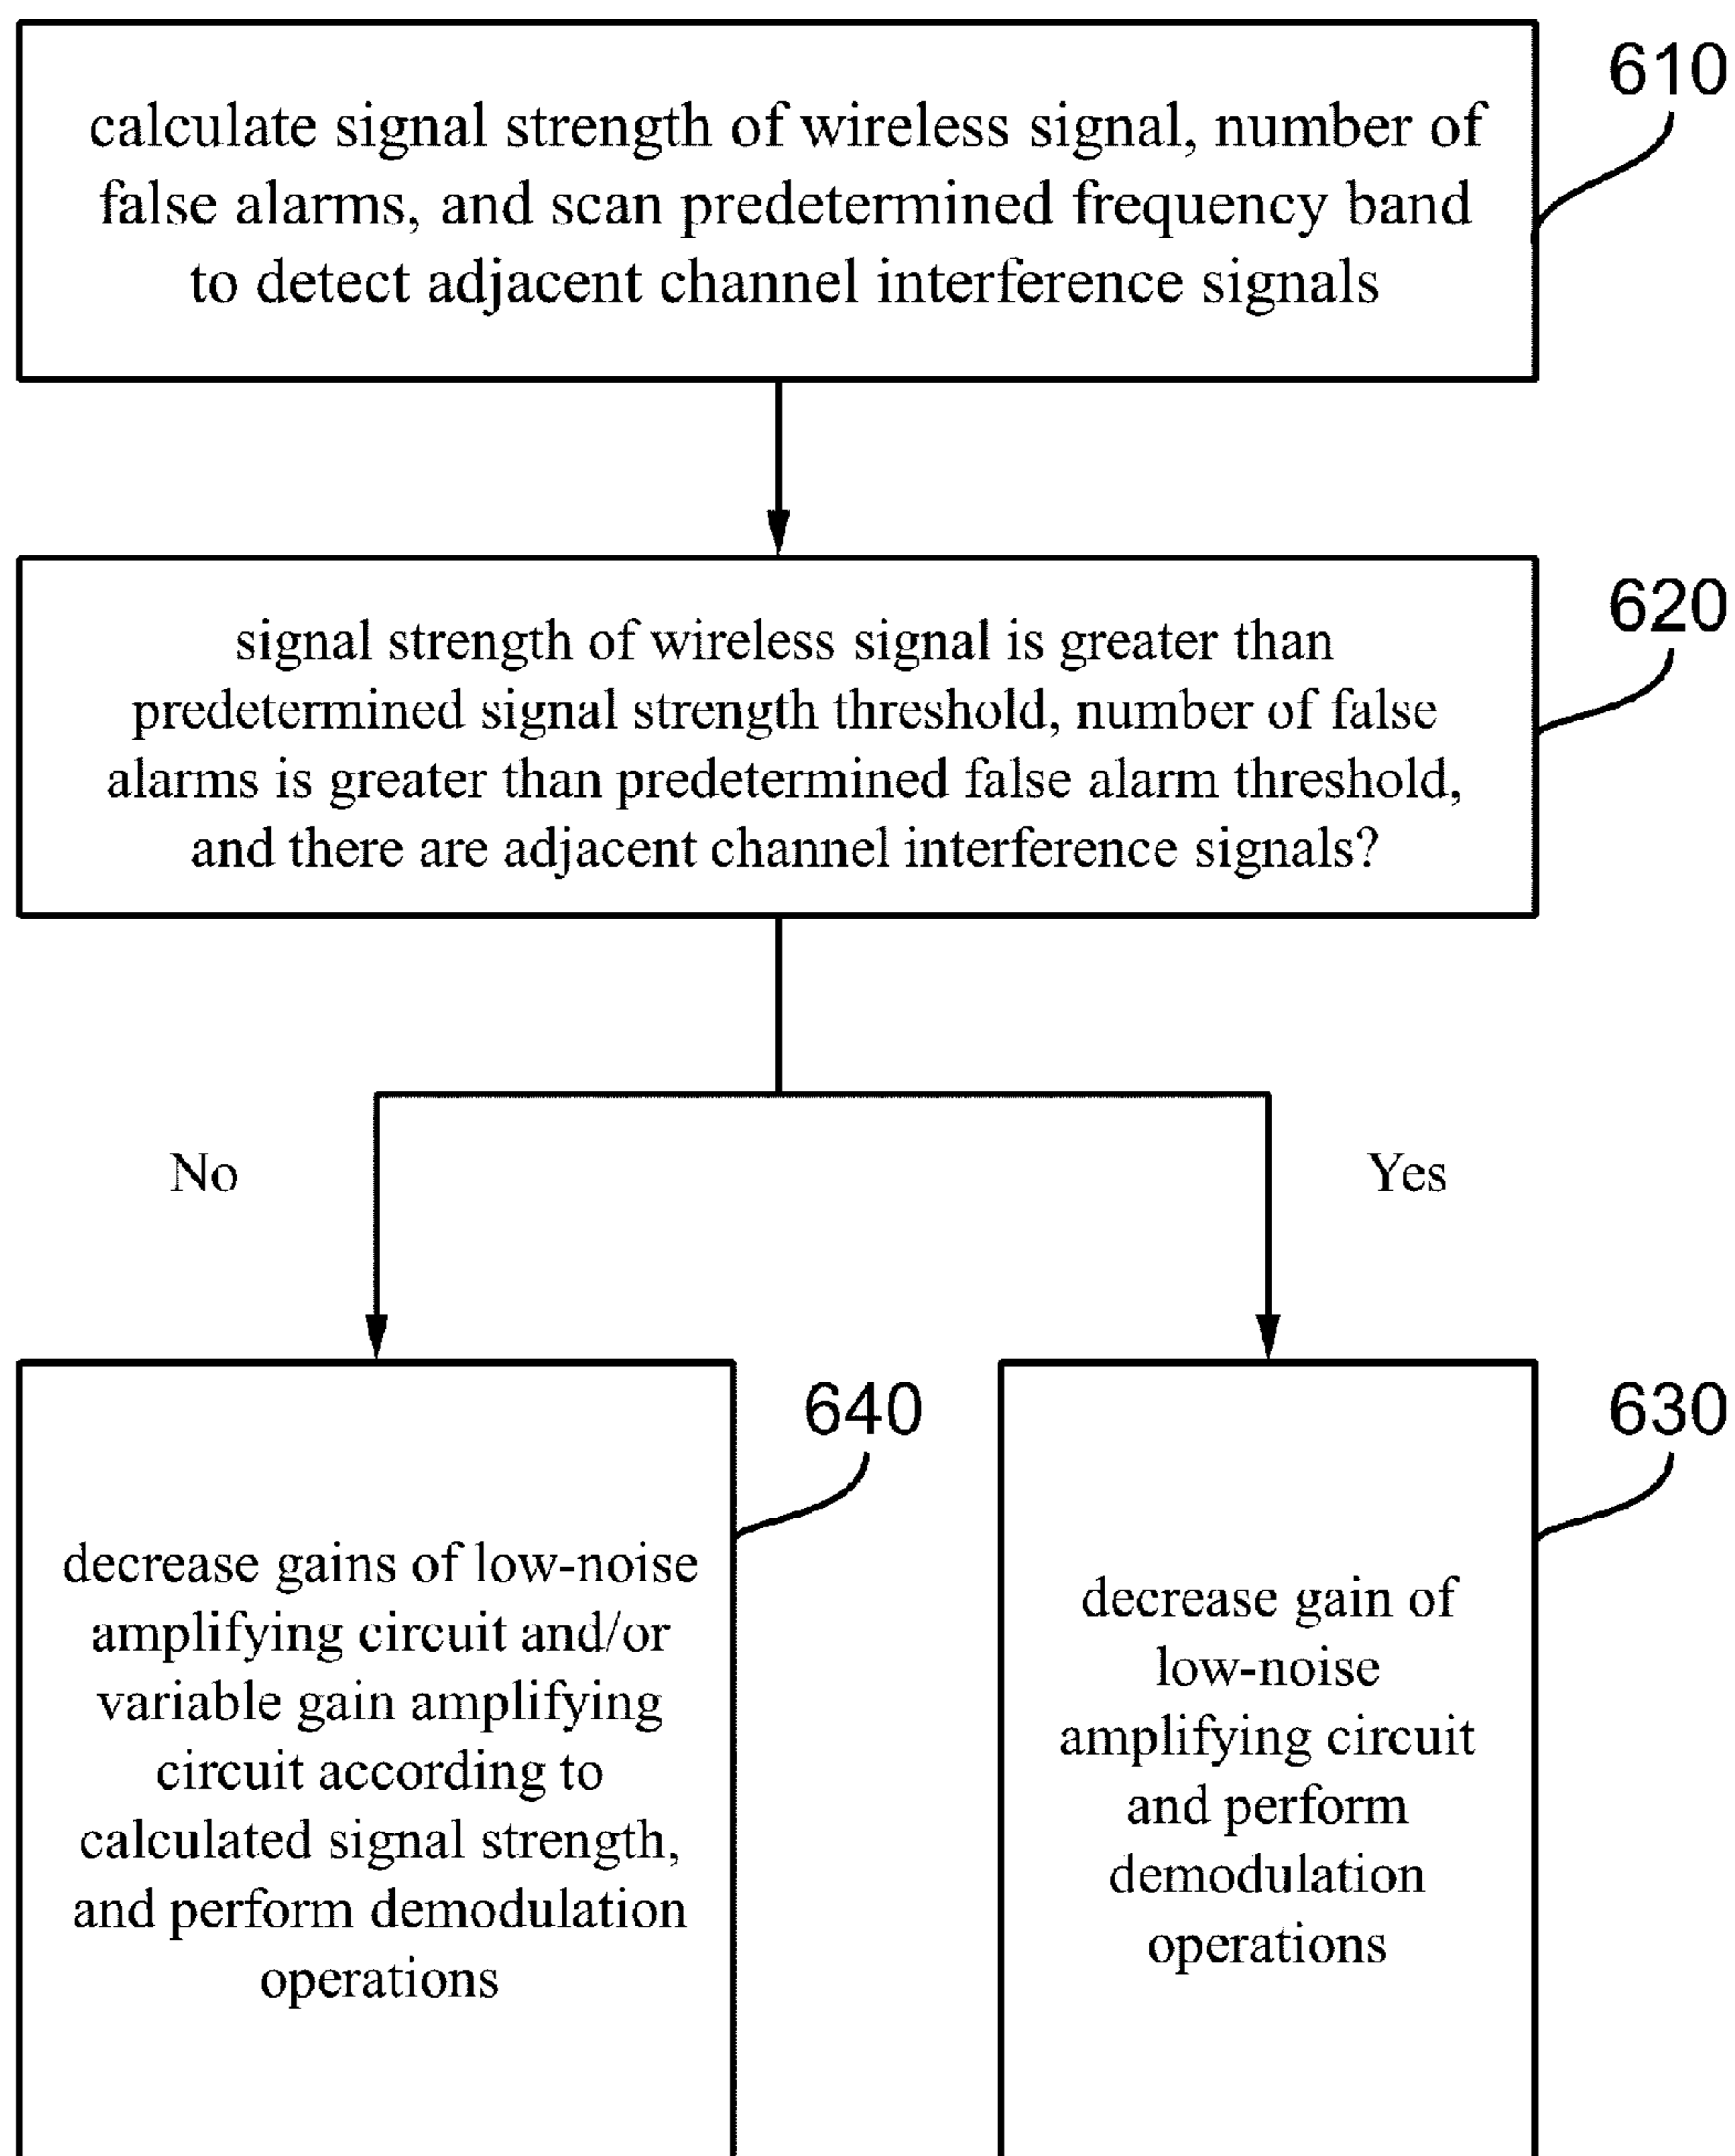 calculate signal strength of wireless signal, number of
false alarms, and scan predetermined frequency band
to detect adjacent channel interference signals
610
signal strength of wireless signal is greater than
predetermined signal strength threshold, number of false
alarms is greater than predetermined false alarm threshold,
and there are adjacent channel interference signals?
620
No
Yes
decrease gains of low-noise
amplifying circuit and/or
variable gain amplifying
circuit according to
calculated signal strength,
and perform demodulation
operations
640
decrease gain of
low-noise
amplifying circuit
and perform
demodulation
operations
630